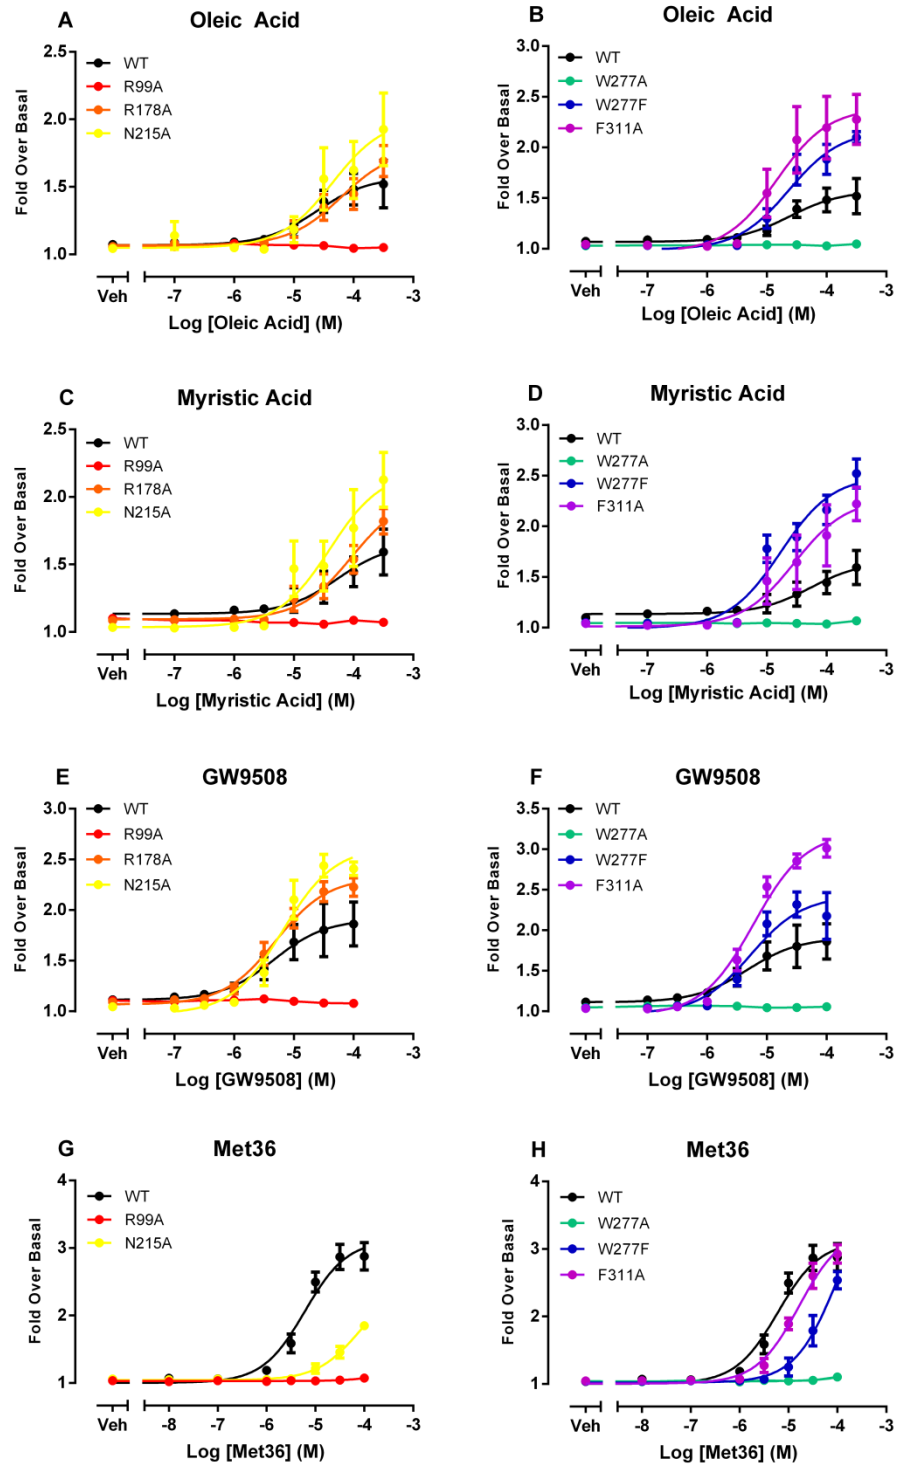 A
Oleic Acid
Fold Over Basal
2.5
2.0
1.5
1.0
WT
R99A
R178A
N215A
Veh
-7
-6
-5
-4
-3
Log [Oleic Acid] (M)
B
Oleic Acid
Fold Over Basal
3.0
2.5
2.0
1.5
1.0
WT
W277A
W277F
F311A
Veh
-7
-6
-5
-4
-3
Log [Oleic Acid] (M)
C
Myristic Acid
Fold Over Basal
2.5
2.0
1.5
1.0
WT
R99A
R178A
N215A
Veh
-7
-6
-5
-4
-3
Log [Myristic Acid] (M)
D
Myristic Acid
Fold Over Basal
3.0
2.5
2.0
1.5
1.0
WT
W277A
W277F
F311A
Veh
-7
-6
-5
-4
-3
Log [Myristic Acid] (M)
E
GW9508
Fold Over Basal
3.0
2.5
2.0
1.5
1.0
WT
R99A
R178A
N215A
Veh
-7
-6
-5
-4
-3
Log [GW9508] (M)
F
GW9508
Fold Over Basal
3.5
3.0
2.5
2.0
1.5
1.0
WT
W277A
W277F
F311A
Veh
-7
-6
-5
-4
-3
Log [GW9508] (M)
G
Met36
Fold Over Basal
4
3
2
1
WT
R99A
N215A
Veh
-8
-7
-6
-5
-4
-3
Log [Met36] (M)
H
Met36
Fold Over Basal
4
3
2
1
WT
W277A
W277F
F311A
Veh
-8
-7
-6
-5
-4
-3
Log [Met36] (M)